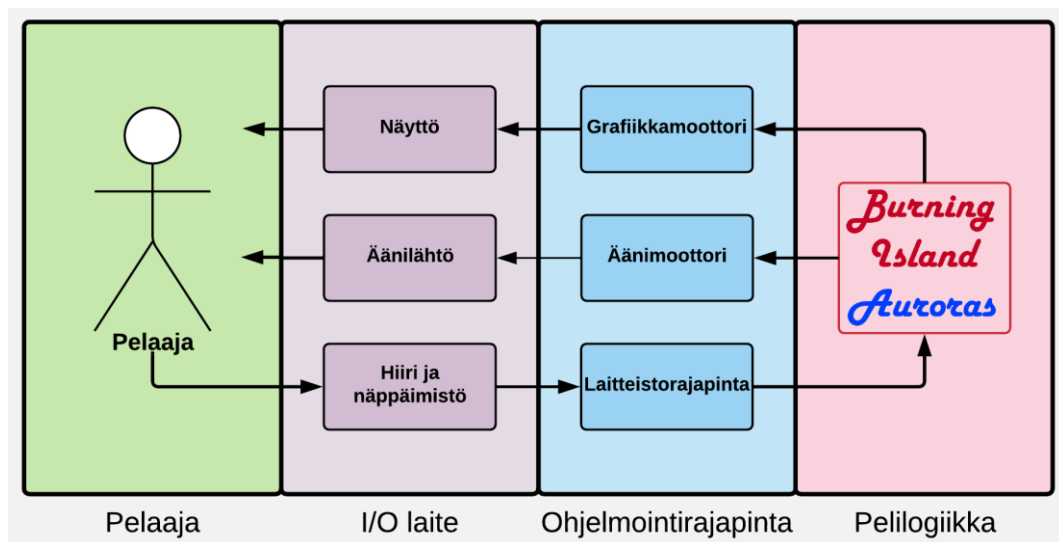 Näyttö
Grafiikkamoottori
Burning
Island
Auroras
Äänilähtö
Äänimoottori
Pelaaja
Hiiri ja
näppäimistö
Laitteistorajapinta
Pelaaja
I/O laite
Ohjelmointirajapinta
Pelilogiikka